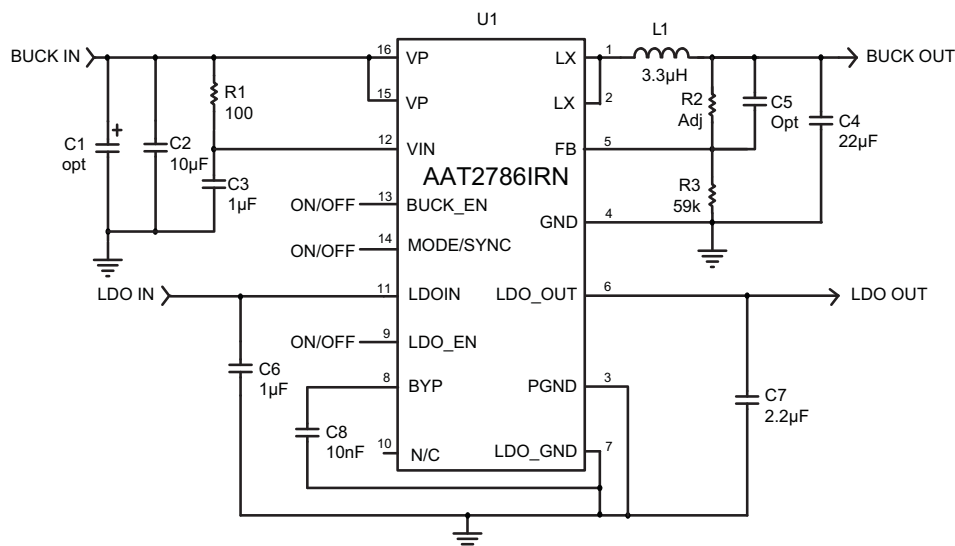 U1
BUCK IN
16
VP
LX
1
L1
3.3µH
BUCK OUT
15
VP
LX
2
R1
100
R2
Adj
C5
Opt
C4
22µF
C1
opt
+
C2
10µF
12
VIN
FB
5
C3
1µF
AAT2786IRN
R3
59k
ON/OFF
13
BUCK_EN
GND
4
ON/OFF
14
MODE/SYNC
LDO IN
11
LDOIN
LDO_OUT
6
LDO OUT
ON/OFF
9
LDO_EN
C6
1µF
8
BYP
PGND
3
C7
2.2µF
C8
10nF
10
N/C
LDO_GND
7